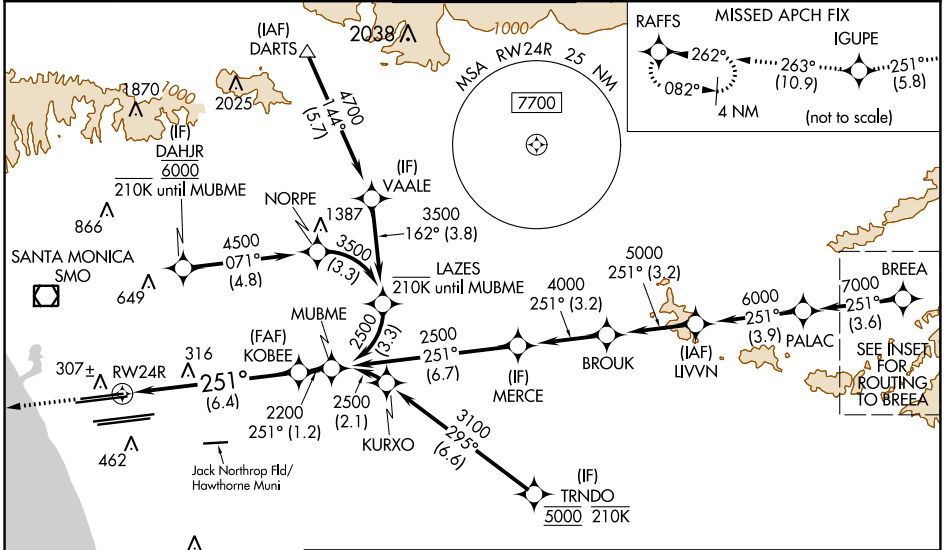 (IAF)
DARTS
2038
1000
MSA RW24R 25 NM
7700
MISSED APCH FIX
RAFFS
IGUPE
262°
263°
(10.9)
251°
(5.8)
082°
4 NM
(not to scale)
1870
1000
2025
4700
144°
(5.7)
(IF)
DAHJR
6000
210K until MUBME
(IF)
VAALE
NORPE
1387
3500
162° (3.8)
866
SANTA MONICA
SMO
649
4500
071°
(4.8)
3500
(3.3)
LAZES
210K until MUBME
5000
251° (3.2)
4000
251° (3.2)
BREEA
7000
251°
(3.6)
6000
251°
(3.9)
PALAC
MUBME
2500
(3.3)
2500
251°
(6.7)
BROUK
(IAF)
LIVVN
SEE INSET
FOR
ROUTING
TO BREEA
(FAF)
KOBEE
(IF)
MERCE
316
307±
RW24R
251°
(6.4)
2200
251° (1.2)
2500
(2.1)
KURXO
3100
295°
(6.6)
462
Jack Northrop Fld/
Hawthorne Muni
(IF)
TRNDO
5000 210K